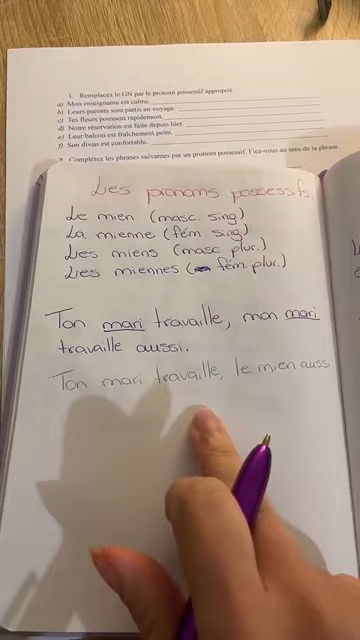 1. Remplacez le GN par le pronom possessif approprié.
a) Mon enseignante est calme.
b) Leurs parents sont partis en voyage.
c) Tes fleurs poussent rapidement.
d) Notre réservation est faite depuis hier.
e) Leur balcon est fraîchement peint.
f) Son divan est confortable.
2. Complétez les phrases suivantes par un pronom possessif. Fiez-vous au sens de la phrase.
Les pronoms possessifs
Le mien (masc. sing)
La mienne (fém. sing.)
Les miens (masc plur.)
Les miennes (fém. plur.)
Ton mari travaille, mon mari
travaille aussi.
Ton mari travaille, le mien aussi